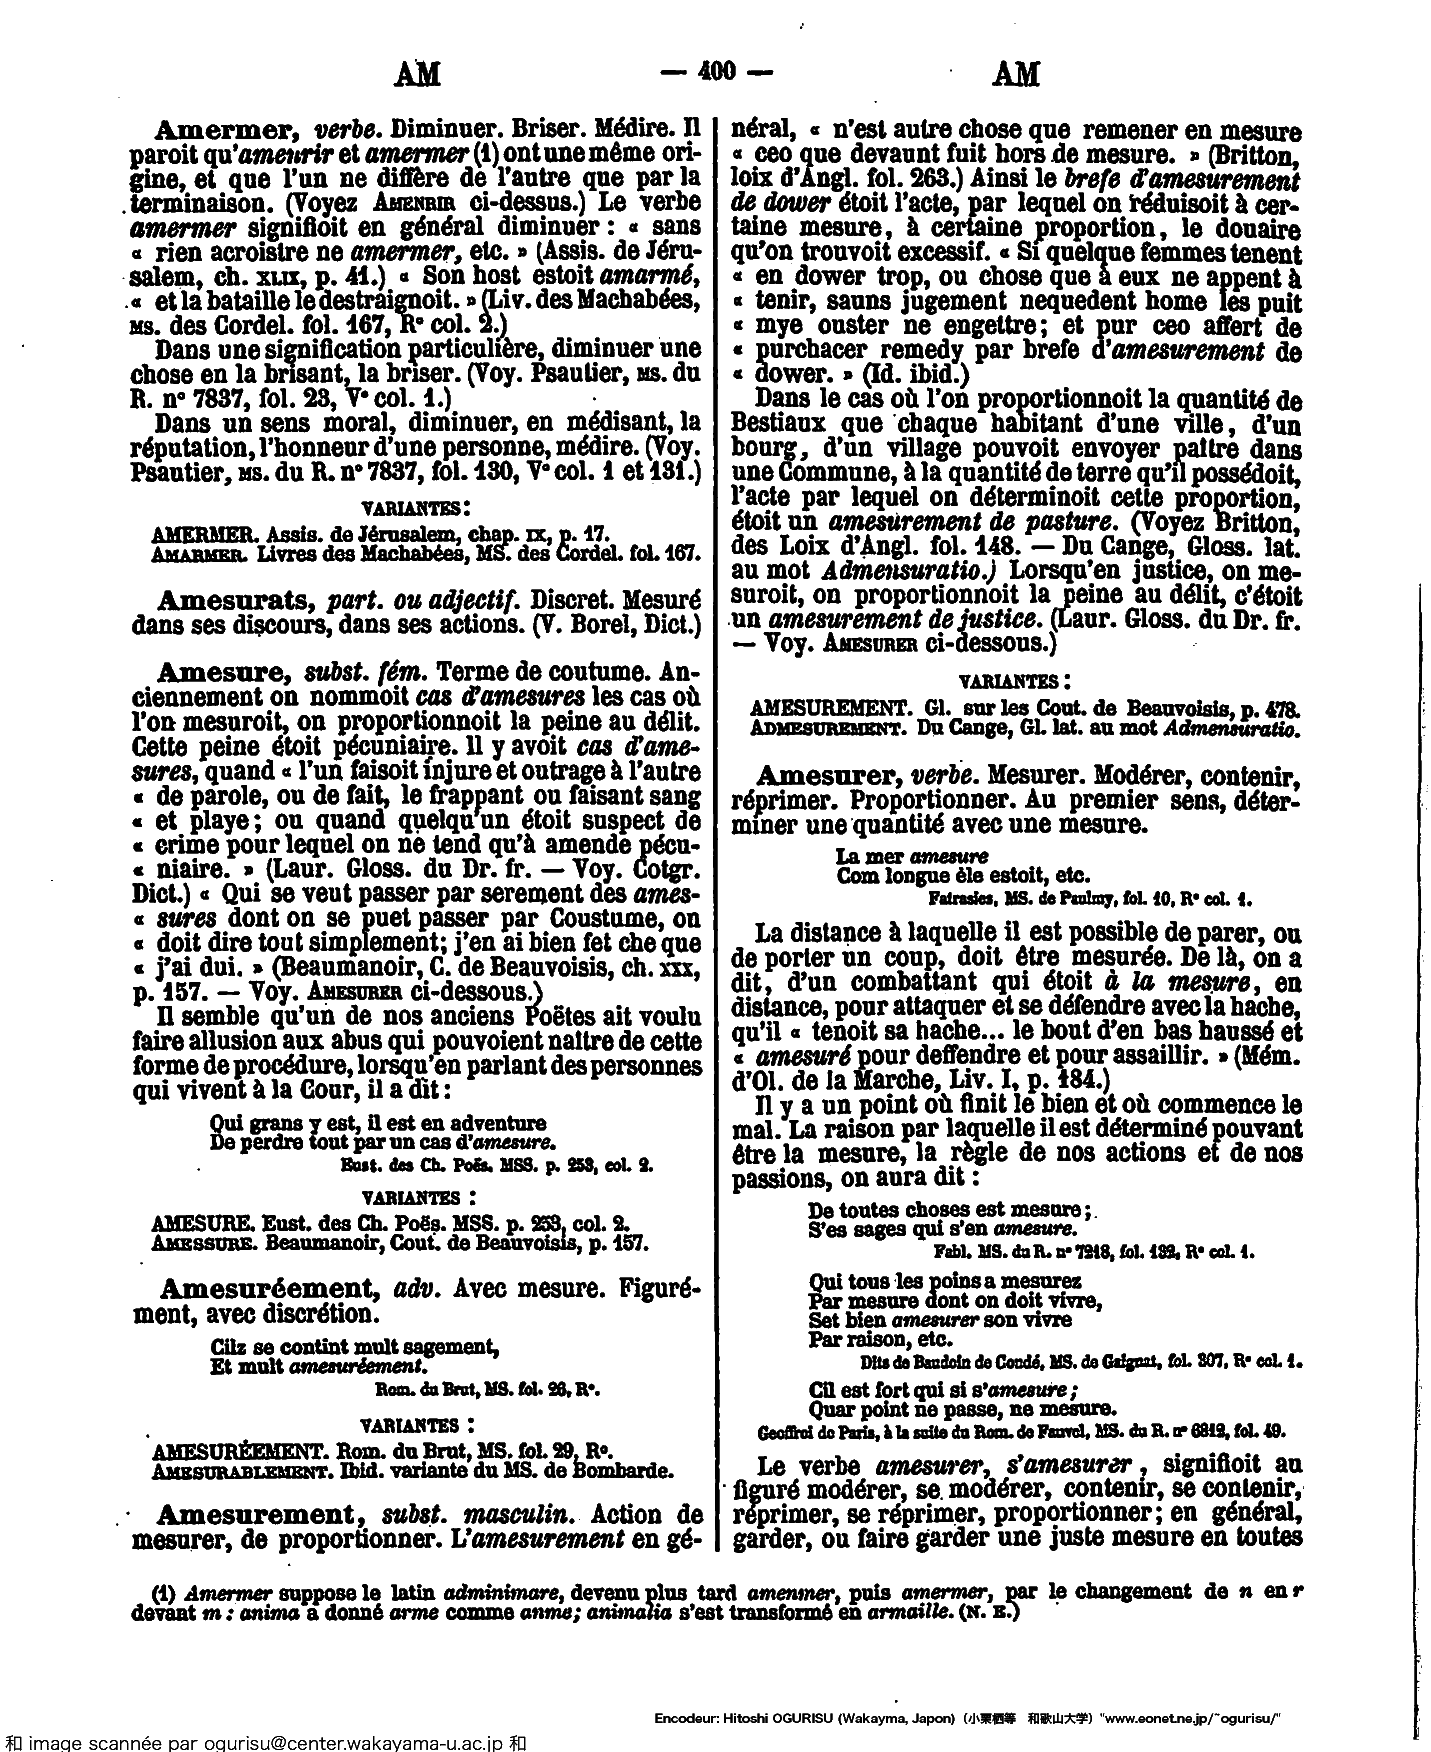 AM
— 400 —
AM
Amermer, verbe. Diminuer. Briser. Médire. Il
paroit qu'amenrir et amermer (1) ont une même ori-
gine, et que l'un ne diffère de l'autre que par la
terminaison. (Voyez AMENRIR ci-dessus.) Le verbe
amermer signifioit en général diminuer : « sans
« rien acroistre ne amermer, etc. » (Assis. de Jéru-
salem, ch. XLIX, p. 41.) « Son host estoit amarmé,
« et la bataille le destraignoit. » (Liv. des Machabées,
MS. des Cordel. fol. 167, R° col. 2.)
Dans une signification particulière, diminuer une
chose en la brisant, la briser. (Voy. Psautier, MS. du
R. n° 7837, fol. 23, V° col. 1.)
Dans un sens moral, diminuer, en médisant, la
réputation, l'honneur d'une personne, médire. (Voy.
Psautier, MS. du R. n° 7837, fol. 130, V° col. 1 et 131.)
VARIANTES :
AMERMER. Assis. de Jérusalem, chap. IX, p. 17.
AMARMER. Livres des Machabées, MS. des Cordel. fol. 167.
Amesurats, part. ou adjectif. Discret. Mesuré
dans ses discours, dans ses actions. (V. Borel, Dict.)
Amesure, subst. fém. Terme de coutume. An-
ciennement on nommoit cas d'amesures les cas où
l'on mesuroit, on proportionnoit la peine au délit.
Cette peine étoit pécuniaire. Il y avoit cas d'ame-
sures, quand « l'un faisoit injure et outrage à l'autre
« de parole, ou de fait, le frappant ou faisant sang
« et playe ; ou quand quelqu'un étoit suspect de
« crime pour lequel on ne tend qu'à amende pécu-
« niaire. » (Laur. Gloss. du Dr. fr. — Voy. Cotgr.
Dict.) « Qui se veut passer par serement des ames-
« sures dont on se puet passer par Coustume, on
« doit dire tout simplement ; j'en ai bien fet che que
« j'ai dui. » (Beaumanoir, C. de Beauvoisis, ch. XXX,
p. 157. — Voy. AMESURER ci-dessous.)
Il semble qu'un de nos anciens Poëtes ait voulu
faire allusion aux abus qui pouvoient naître de cette
forme de procédure, lorsqu'en parlant des personnes
qui vivent à la Cour, il a dit :
Qui grans y est, il est en adventure
De perdre tout par un cas d'amesure.
Eust. des Ch. Poës. MSS. p. 253, col. 2.
VARIANTES :
AMESURE. Eust. des Ch. Poës. MSS. p. 253, col. 2.
AMESSURE. Beaumanoir, Cout. de Beauvoisis, p. 157.
Amesuréement, adv. Avec mesure. Figuré-
ment, avec discrétion.
Cilz se contint mult sagement,
Et mult amesuréement.
Rom. du Brut, MS. fol. 26, R°.
VARIANTES :
AMESURÉEMENT. Rom. du Brut, MS. fol. 29, R°.
AMESURABLEMENT. Ibid. variante du MS. de Bombarde.
Amesurement, subst. masculin. Action de
mesurer, de proportionner. L'amesurement en gé-
néral, « n'est autre chose que remener en mesure
« ceo que devaunt fuit hors de mesure. » (Britton,
loix d'Angl. fol. 263.) Ainsi le brefe d'amesurement
de dower étoit l'acte, par lequel on réduisoit à cer-
taine mesure, à certaine proportion, le douaire
qu'on trouvoit excessif. « Si quelque femmes tenent
« en dower trop, ou chose que à eux ne appent à
« tenir, sauns jugement nequedent home les puit
« mye ouster ne engettre ; et pur ceo affert de
« purchacer remedy par brefe d'amesurement de
« dower. » (Id. ibid.)
Dans le cas où l'on proportionnoit la quantité de
Bestiaux que chaque habitant d'une ville, d'un
bourg, d'un village pouvoit envoyer paître dans
une Commune, à la quantité de terre qu'il possédoit,
l'acte par lequel on déterminoit cette proportion,
étoit un amesurement de pasture. (Voyez Britton,
des Loix d'Angl. fol. 148. — Du Cange, Gloss. lat.
au mot Admensuratio.) Lorsqu'en justice, on me-
suroit, on proportionnoit la peine au délit, c'étoit
un amesurement de justice. (Laur. Gloss. du Dr. fr.
— Voy. AMESURER ci-dessous.)
VARIANTES :
AMESUREMENT. Gl. sur les Cout. de Beauvoisis, p. 478.
ADMESUREMENT. Du Cange, Gl. lat. au mot Admensuratio.
Amesurer, verbe. Mesurer. Modérer, contenir,
réprimer. Proportionner. Au premier sens, déter-
miner une quantité avec une mesure.
La mer amesure
Com longue éle estoit, etc.
Fatrasies, MS. de Paulmy, fol. 10, R° col. 1.
La distance à laquelle il est possible de parer, ou
de porter un coup, doit être mesurée. De là, on a
dit, d'un combattant qui étoit à la mesure, en
distance, pour attaquer et se défendre avec la hache,
qu'il « tenoit sa hache... le bout d'en bas haussé et
« amesuré pour deffendre et pour assaillir. » (Mém.
d'Ol. de la Marche, Liv. I, p. 184.)
Il y a un point où finit le bien et où commence le
mal. La raison par laquelle il est déterminé pouvant
être la mesure, la règle de nos actions et de nos
passions, on aura dit :
De toutes choses est mesure ;
S'es sages qui s'en amesure.
Fabl. MS. du R. n° 7218, fol. 132, R° col. 1.
Qui tous les poins a mesurez
Par mesure dont on doit vivre,
Set bien amesurer son vivre
Par raison, etc.
Dits de Baudoin de Condé, MS. de Gaignat, fol. 307, R° col. 1.
Cil est fort qui si s'amesure ;
Quar point ne passe, ne mesure.
Geoffroi de Paris, à la suite du Rom. de Fauvel, MS. du R. n° 6812, fol. 49.
Le verbe amesurer, s'amesurer, signifioit au
figuré modérer, se modérer, contenir, se contenir,
réprimer, se réprimer, proportionner ; en général,
garder, ou faire garder une juste mesure en toutes
(1) Amermer suppose le latin adminimare, devenu plus tard amenmer, puis amermer, par le changement de n en r
devant m : anima a donné arme comme anme ; animalia s'est transformé en armaille. (N. E.)
Encodeur: Hitoshi OGURISU (Wakayma, Japon) (小栗栖等 和歌山大学) "www.eonet.ne.jp/~ogurisu/"
和 image scannée par ogurisu@center.wakayama-u.ac.jp 和